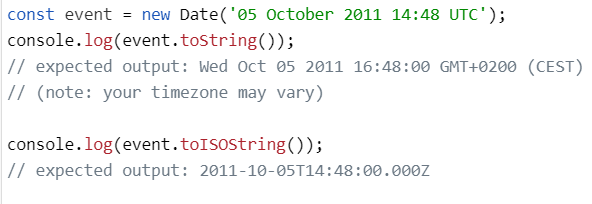 const event = new Date('05 October 2011 14:48 UTC');
console.log(event.toString());
// expected output: Wed Oct 05 2011 16:48:00 GMT+0200 (CEST)
// (note: your timezone may vary)
console.log(event.toISOString());
// expected output: 2011-10-05T14:48:00.000Z